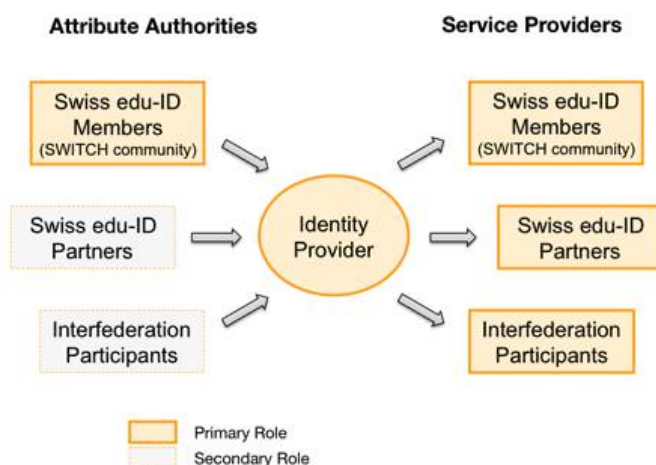 Attribute Authorities
Service Providers
Swiss edu-ID
Members
(SWITCH community)
Swiss edu-ID
Partners
Interfederation
Participants
Identity
Provider
Swiss edu-ID
Members
(SWITCH community)
Swiss edu-ID
Partners
Interfederation
Participants
Primary Role
Secondary Role